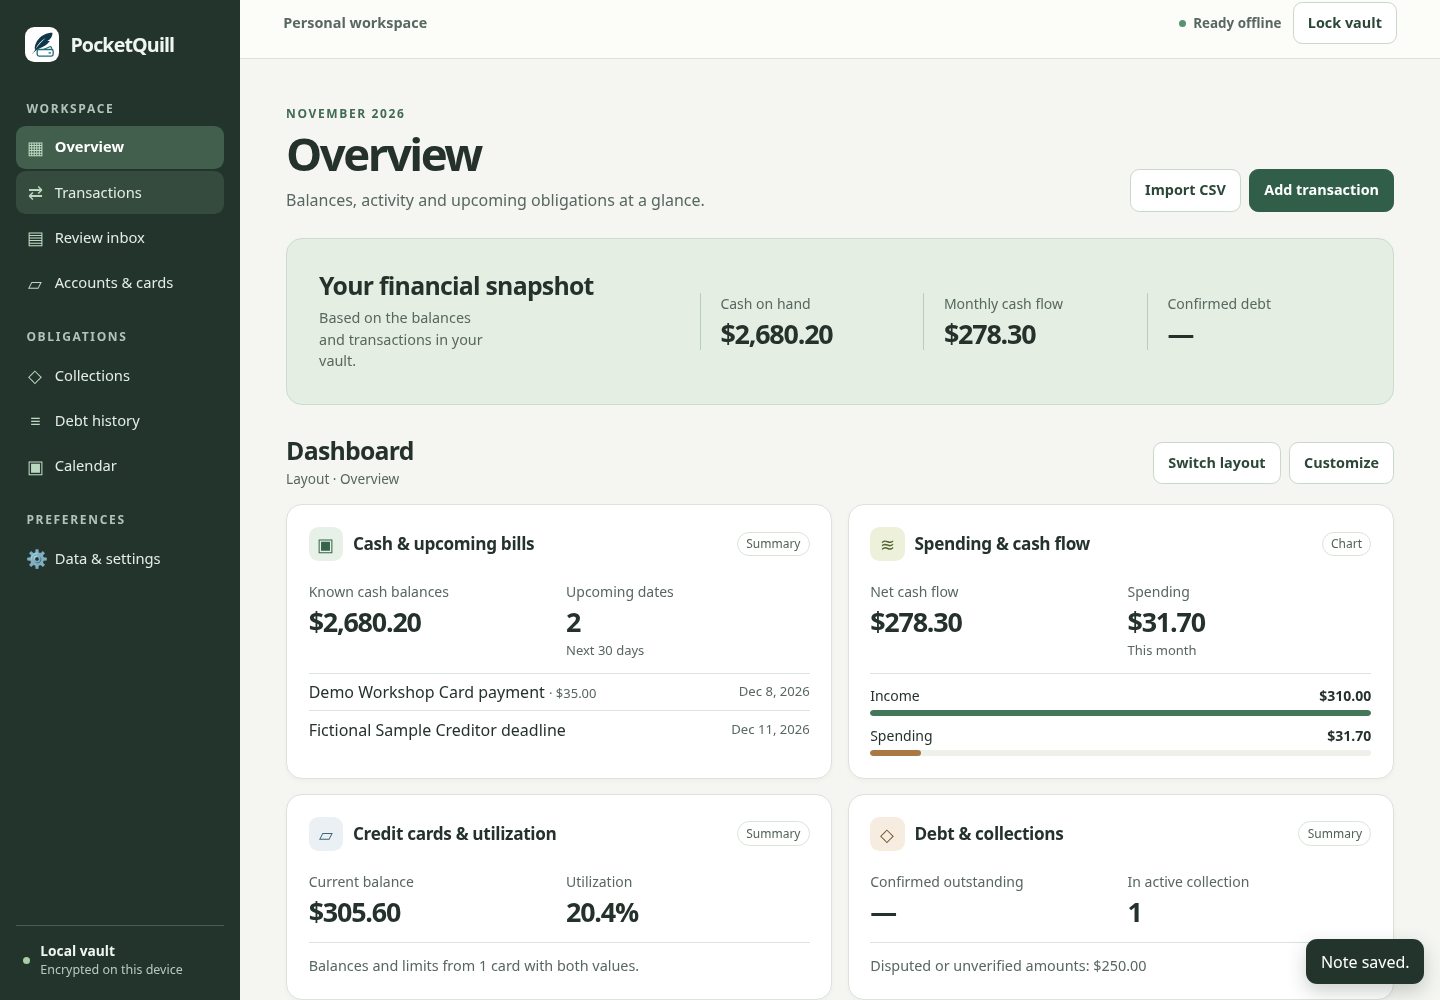 PocketQuill
WORKSPACE
Overview
Transactions
Review inbox
Accounts & cards
OBLIGATIONS
Collections
Debt history
Calendar
PREFERENCES
Data & settings
Local vault
Encrypted on this device
Personal workspace
Ready offline
Lock vault
NOVEMBER 2026
Overview
Balances, activity and upcoming obligations at a glance.
Import CSV
Add transaction
Your financial snapshot
Based on the balances
and transactions in your
vault.
Cash on hand
$2,680.20
Monthly cash flow
$278.30
Confirmed debt
—
Dashboard
Layout · Overview
Switch layout
Customize
Cash & upcoming bills
Summary
Known cash balances
$2,680.20
Upcoming dates
2
Next 30 days
Demo Workshop Card payment · $35.00 Dec 8, 2026
Fictional Sample Creditor deadline Dec 11, 2026
Spending & cash flow
Chart
Net cash flow
$278.30
Spending
$31.70
This month
Income $310.00
Spending $31.70
Credit cards & utilization
Summary
Current balance
$305.60
Utilization
20.4%
Balances and limits from 1 card with both values.
Debt & collections
Summary
Confirmed outstanding
—
In active collection
1
Disputed or unverified amounts: $250.00
Note saved.